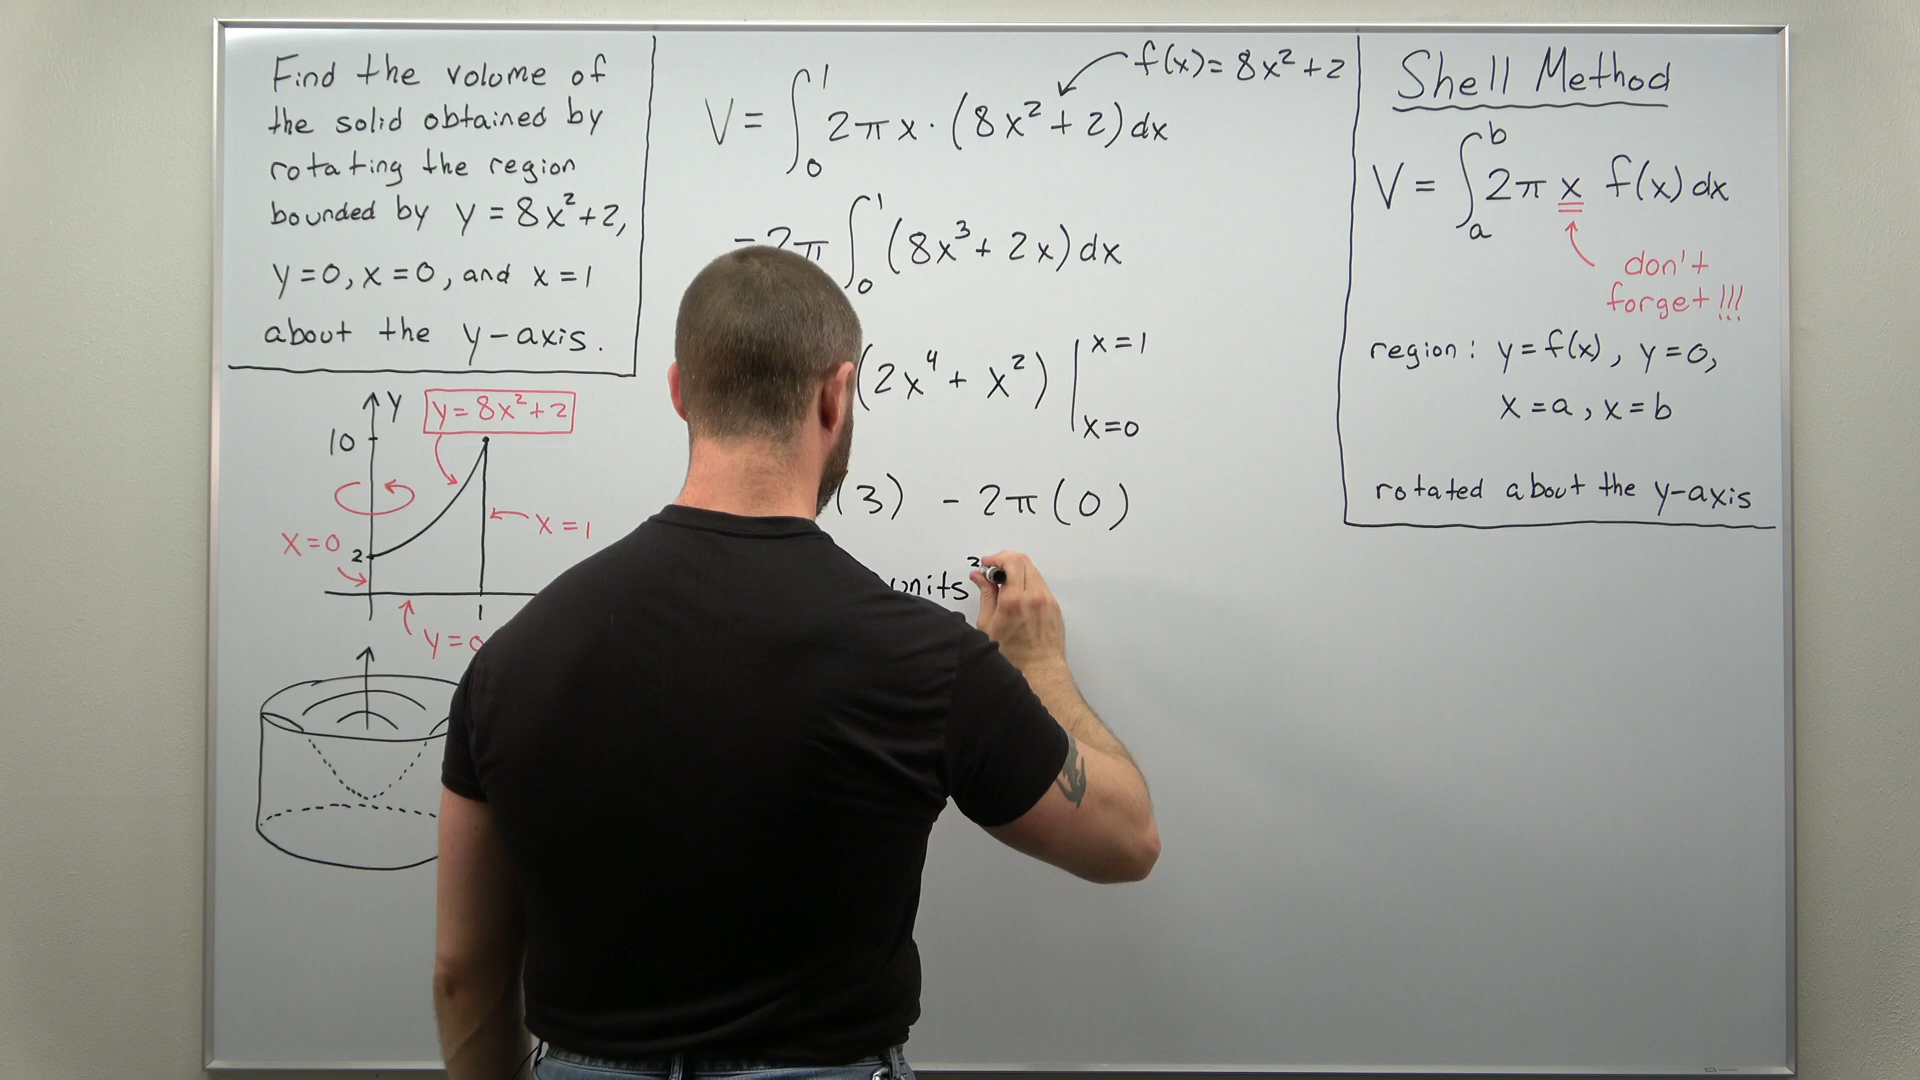 Find the volume of
the solid obtained by
rotating the region
bounded by y = 8x²+2,
y=0, x=0, and x=1
about the y-axis.
y
y=8x²+2
10
x=1
x=0
2
1
y=0
f(x)=8x²+2
V = ∫₀¹ 2πx·(8x²+2)dx
= 2π ∫₀¹ (8x³+2x)dx
(2x⁴ + x²) | x=1
x=0
(3) - 2π(0)
units²
Shell Method
V = ∫ₐᵇ 2π x f(x) dx
don't
forget!!!
region: y=f(x), y=0,
x=a, x=b
rotated about the y-axis